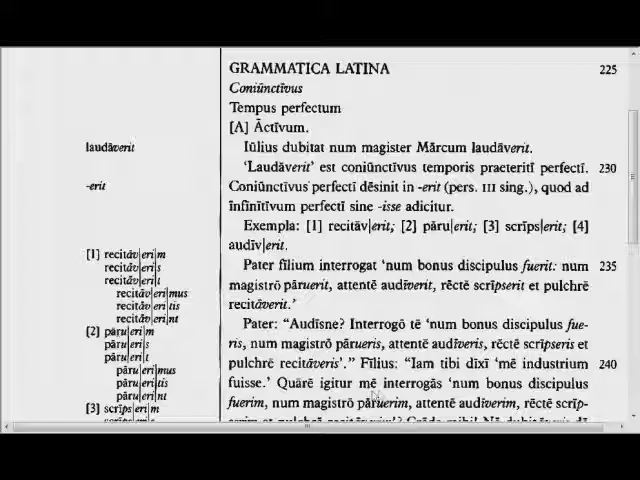 GRAMMATICA LATINA 225
Coniūnctīvus
Tempus perfectum
[A] Āctīvum.
laudāverit
Iūlius dubitat num magister Mārcum laudāverit.
'Laudāverit' est coniūnctīvus temporis praeteritī perfectī. 230
-erit
Coniūnctīvus perfectī dēsinit in -erit (pers. III sing.), quod ad
īnfīnītīvum perfectī sine -isse adicitur.
Exempla: [1] recitāv|erit; [2] pāru|erit; [3] scrīps|erit; [4]
audīv|erit.
[1] recitāv|eri|m
recitāv|eri|s
recitāv|eri|t
recitāv|eri|mus
recitāv|eri|tis
recitāv|eri|nt
[2] pāru|eri|m
pāru|eri|s
pāru|eri|t
pāru|eri|mus
pāru|eri|tis
pāru|eri|nt
[3] scrīps|eri|m
Pater fīlium interrogat 'num bonus discipulus fuerit: num 235
magistrō pāruerit, attentē audīverit, rēctē scrīpserit et pulchrē
recitāverit.'
Pater: "Audīsne? Interrogō tē 'num bonus discipulus fue-
ris, num magistrō pārueris, attentē audīveris, rēctē scrīpseris et
pulchrē recitāveris'." Fīlius: "Iam tibi dīxī 'mē industrium 240
fuisse.' Quārē igitur mē interrogās 'num bonus discipulus
fuerim, num magistrō pāruerim, attentē audīverim, rēctē scrīp-